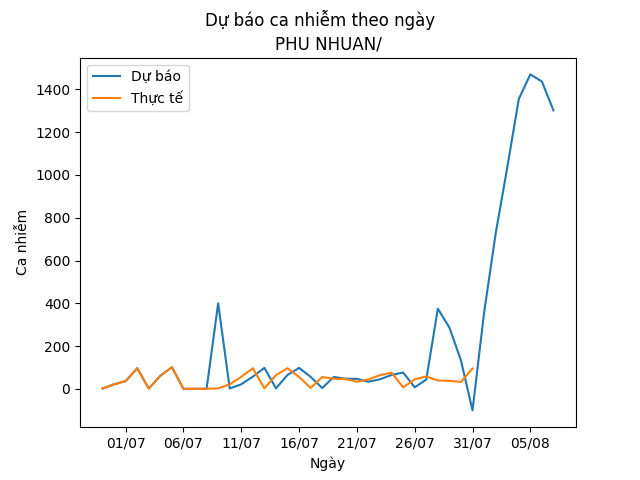 Dự báo ca nhiễm theo ngày
PHU NHUAN/
Dự báo
Thực tế
1400
1200
1000
800
600
400
200
0
Ca nhiễm
01/07 06/07 11/07 16/07 21/07 26/07 31/07 05/08
Ngày